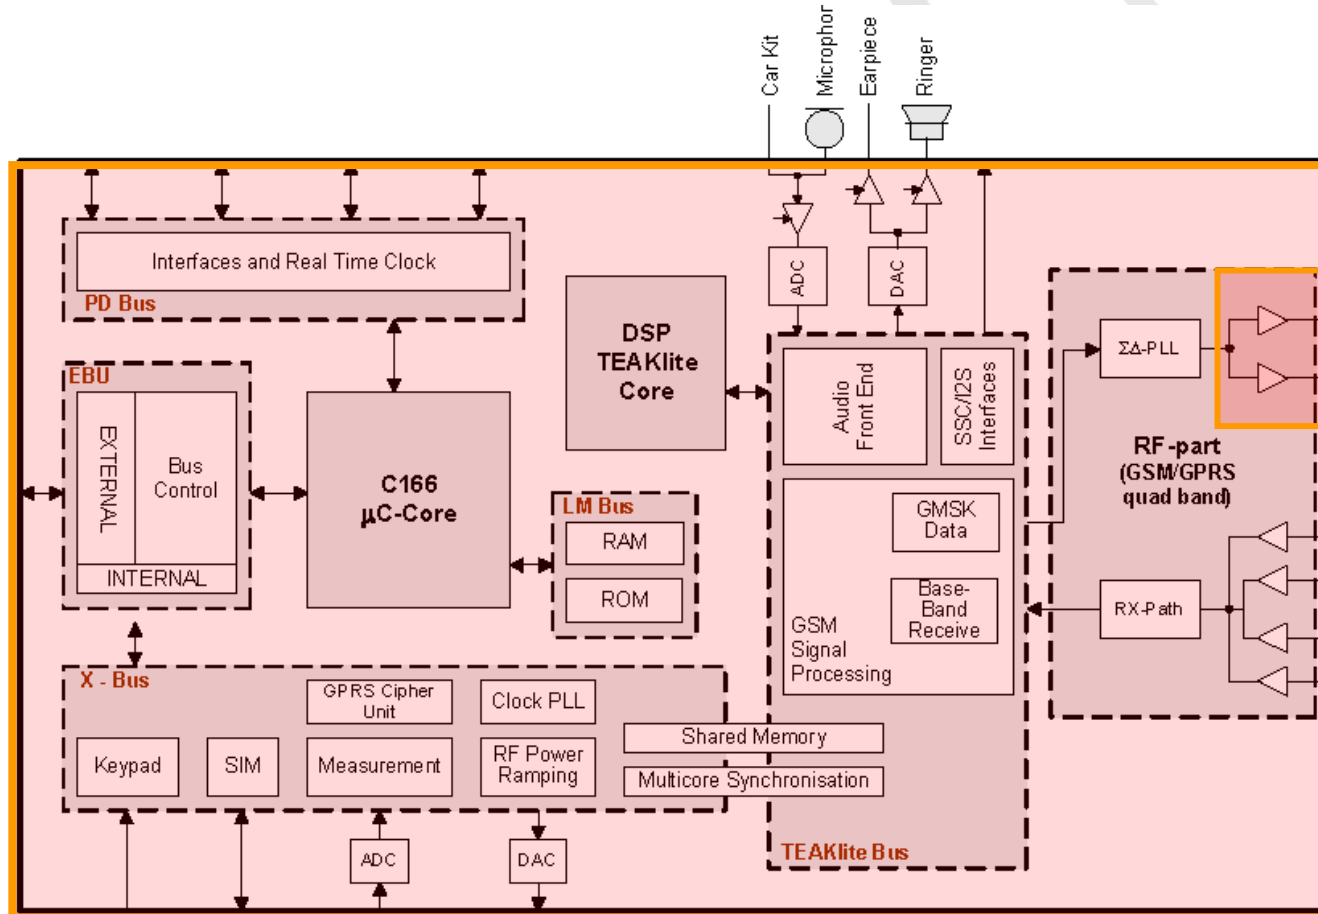 Car Kit
Microphor
Earpiece
Ringer
Interfaces and Real Time Clock
PD Bus
ADC
DAC
DSP
TEAKlite
Core
ΣΔ-PLL
EBU
EXTERNAL
Bus
Control
INTERNAL
C166
µC-Core
Audio
Front End
SSC/I2S
Interfaces
RF-part
(GSM/GPRS
quad band)
LM Bus
RAM
ROM
GMSK
Data
Base-
Band
Receive
GSM
Signal
Processing
RX-Path
X - Bus
GPRS Cipher
Unit
Clock PLL
Keypad
SIM
Measurement
RF Power
Ramping
Shared Memory
Multicore Synchronisation
ADC
DAC
TEAKlite Bus